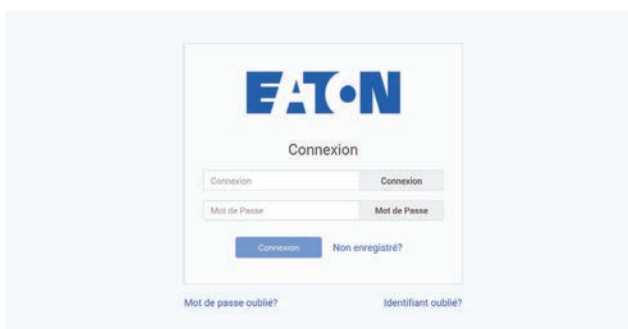 EATON
Connexion
Connexion Connexion
Mot de Passe Mot de Passe
Connexion Non enregistré?
Mot de passe oublié? Identifiant oublié?